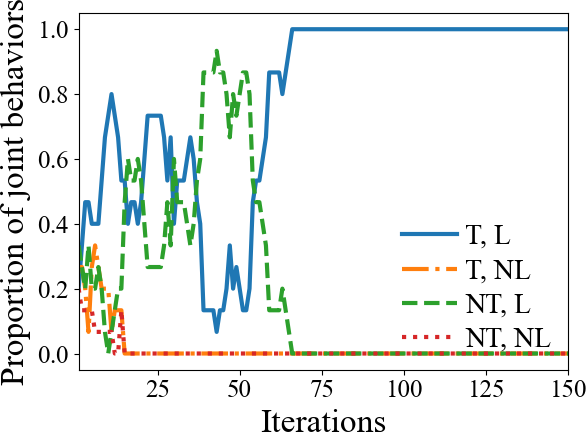 Proportion of joint behaviors
1.0
0.8
0.6
0.4
0.2
0.0
T, L
T, NL
NT, L
NT, NL
25 50 75 100 125 150
Iterations